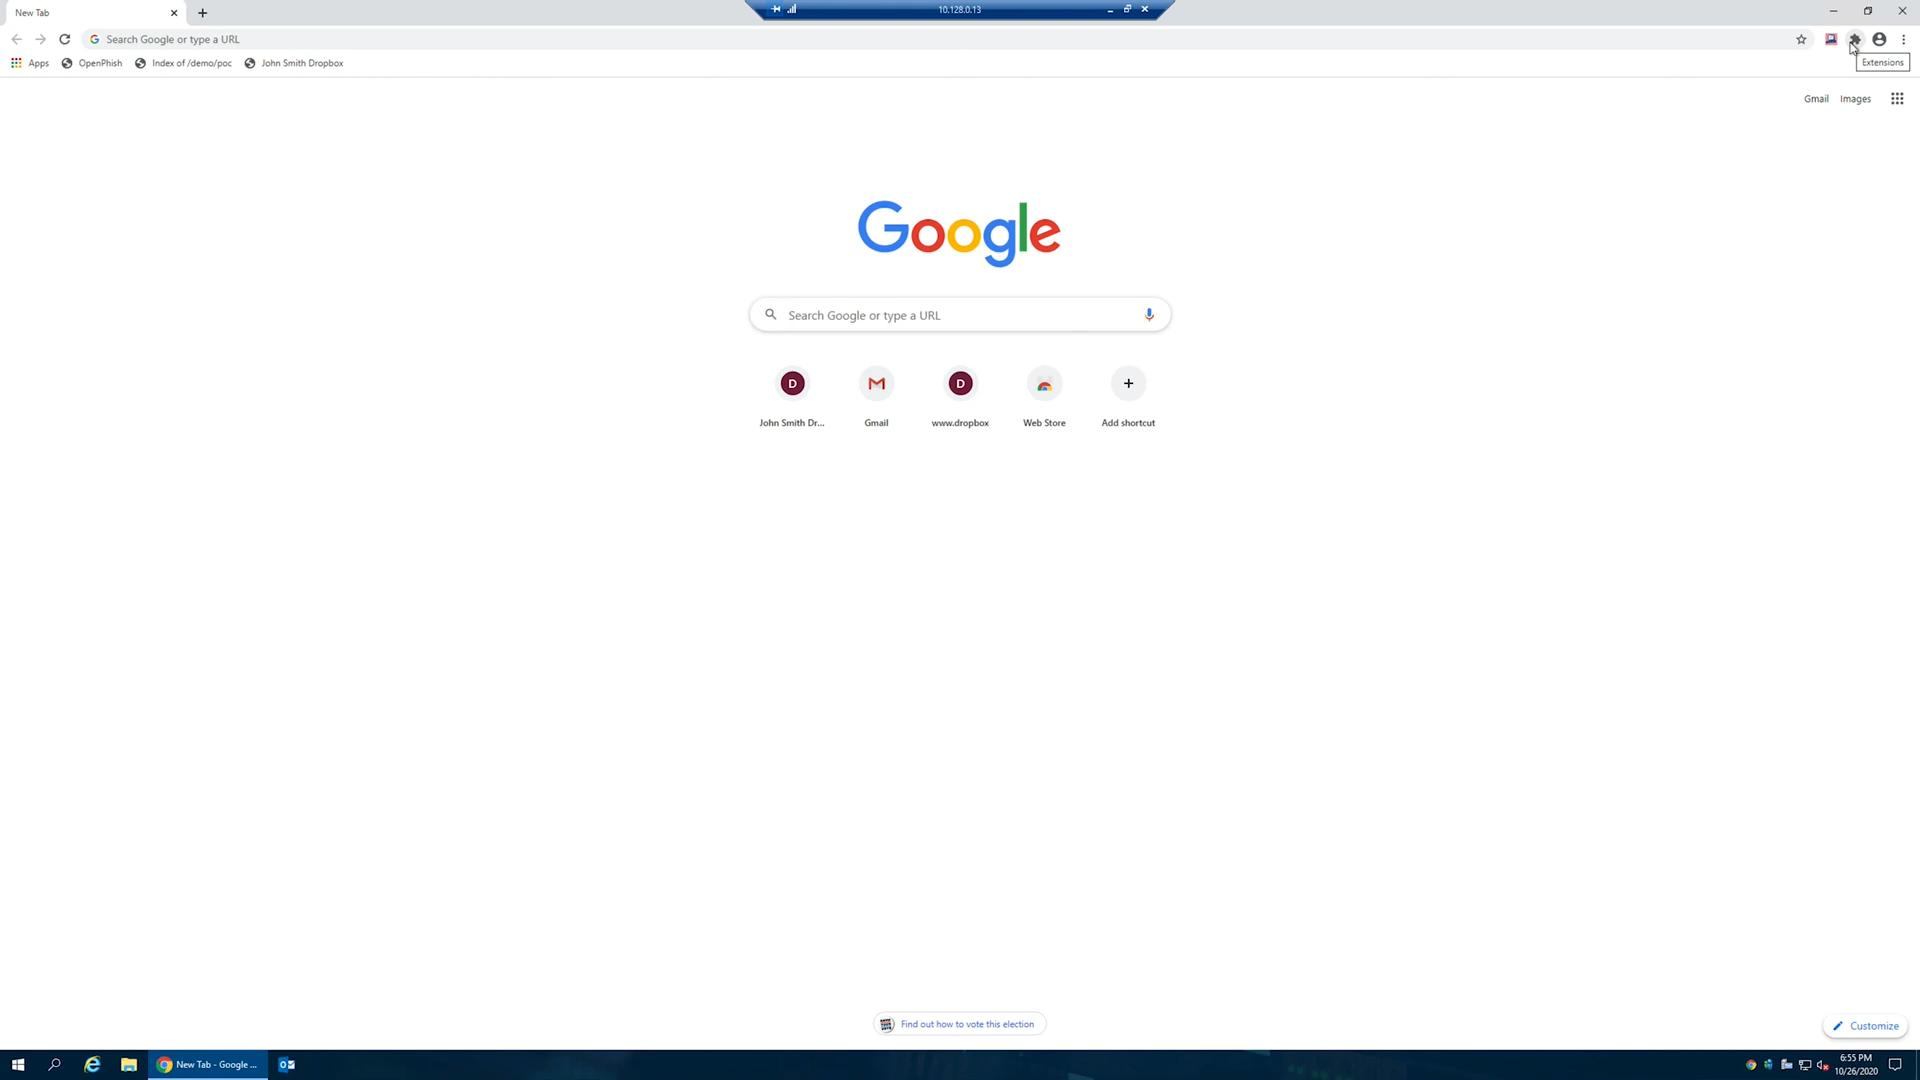 New Tab
10.128.0.13
Search Google or type a URL
Apps
OpenPhish
Index of /demo/poc
John Smith Dropbox
Extensions
Gmail
Images
Google
Search Google or type a URL
D
D
John Smith Dr...
Gmail
www.dropbox
Web Store
Add shortcut
Find out how to vote this election
Customize
New Tab - Google ...
6:55 PM
10/26/2020